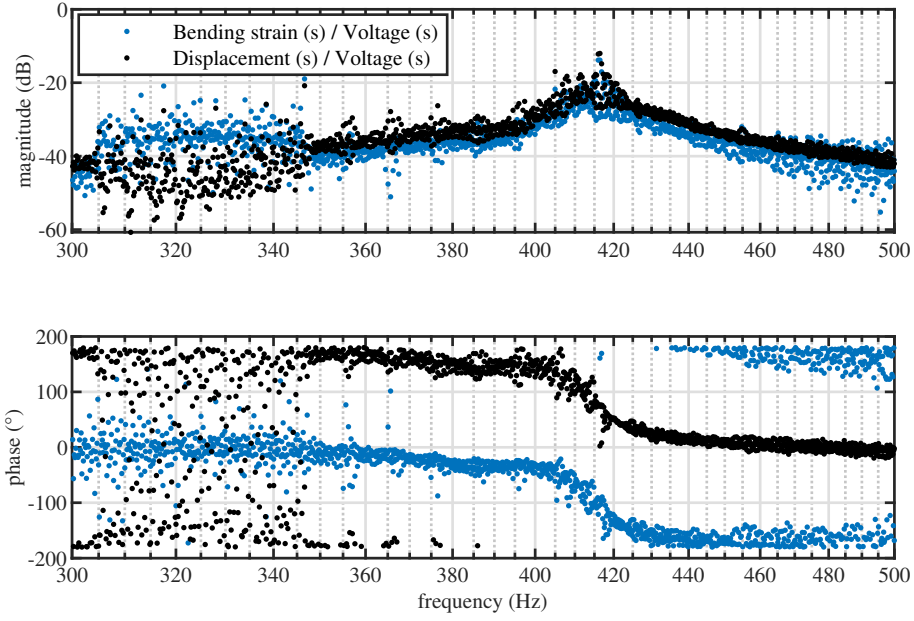 0
Bending strain (s) / Voltage (s)
Displacement (s) / Voltage (s)
-20
-40
-60
magnitude (dB)
300 320 340 360 380 400 420 440 460 480 500
200
100
0
-100
-200
phase (°)
300 320 340 360 380 400 420 440 460 480 500
frequency (Hz)